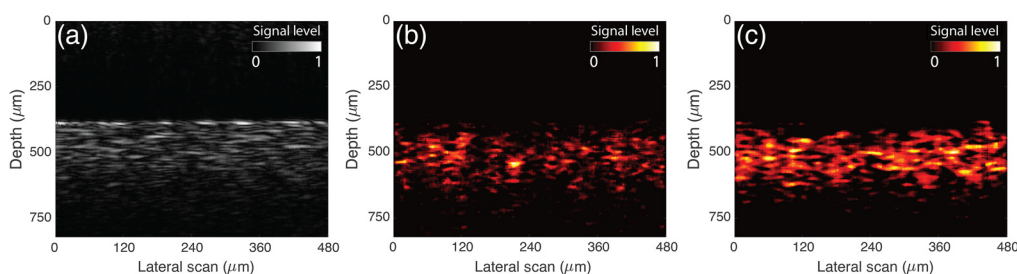 (a)
Signal level
0 1
0
250
500
750
Depth (μm)
0 120 240 360 480
Lateral scan (μm)
(b)
Signal level
0 1
0
250
500
750
Depth (μm)
0 120 240 360 480
Lateral scan (μm)
(c)
Signal level
0 1
0
250
500
750
Depth (μm)
0 120 240 360 480
Lateral scan (μm)